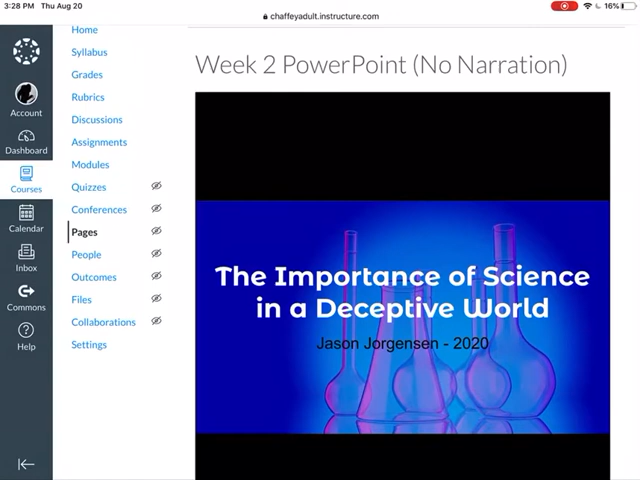 3:28 PM Thu Aug 20
16%
chaffeyadult.instructure.com
Account
Dashboard
Courses
Calendar
Inbox
Commons
Help
Home
Syllabus
Grades
Rubrics
Discussions
Assignments
Modules
Quizzes
Conferences
Pages
People
Outcomes
Files
Collaborations
Settings
Week 2 PowerPoint (No Narration)
The Importance of Science
in a Deceptive World
Jason Jorgensen - 2020